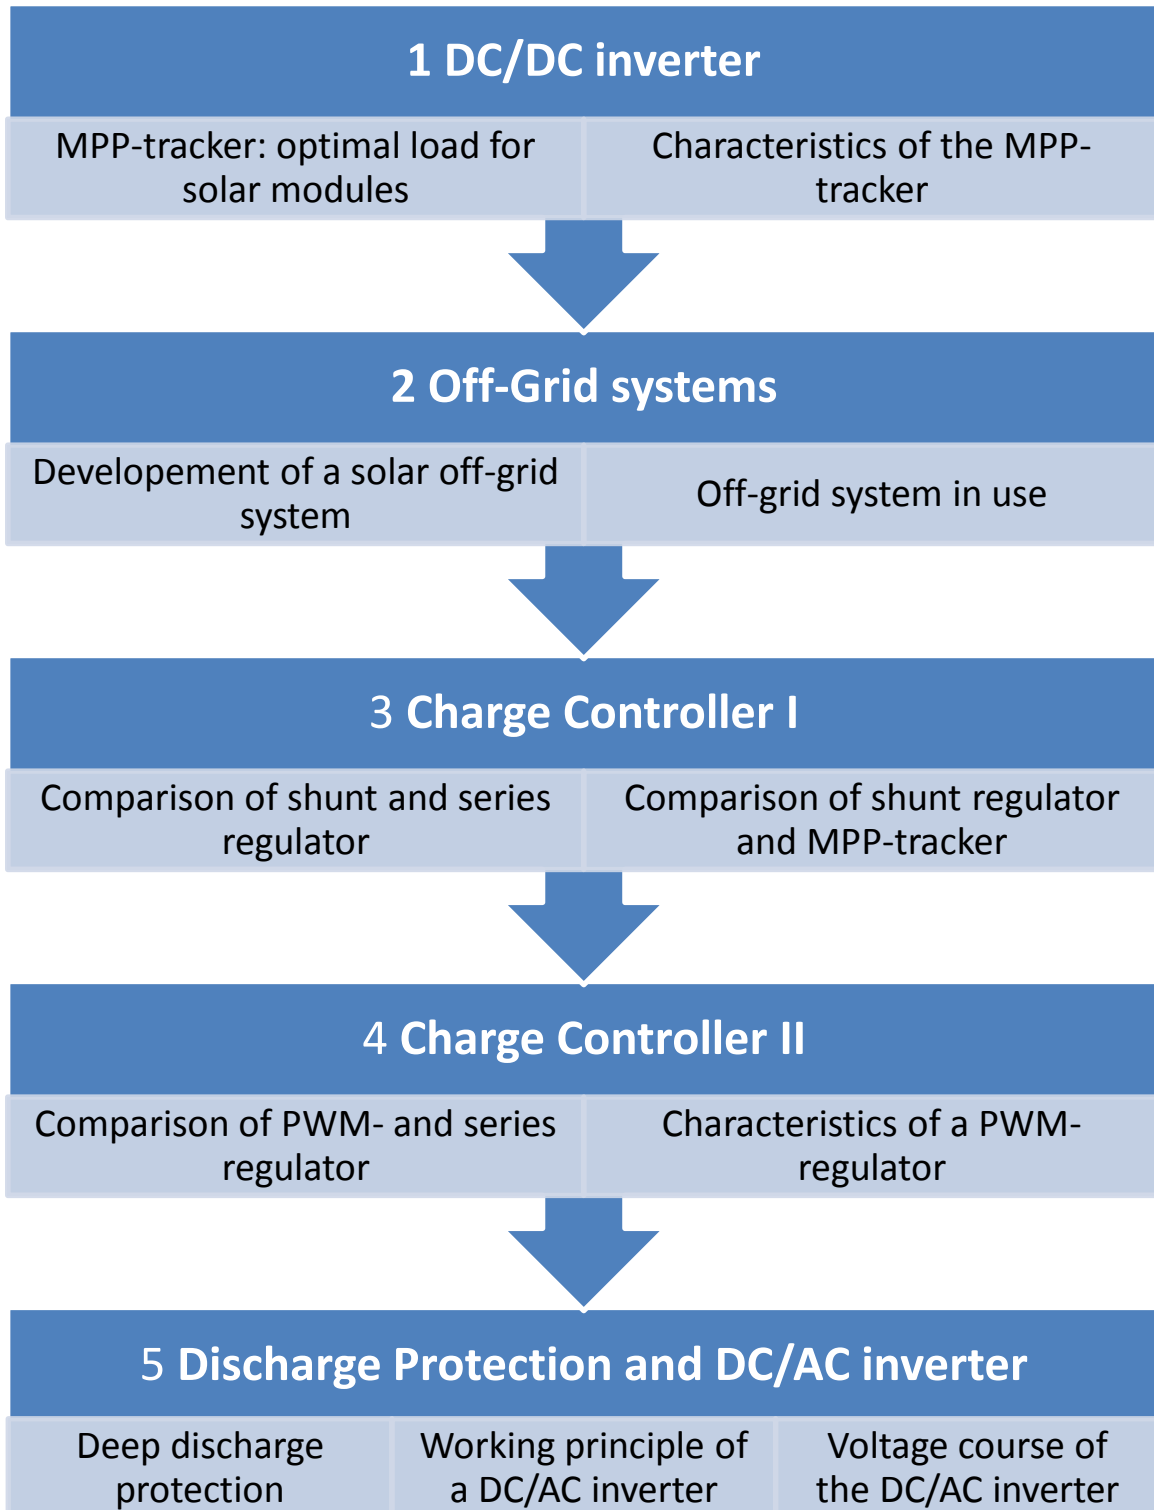 1 DC/DC inverter
MPP-tracker: optimal load for
solar modules
Characteristics of the MPP-
tracker
2 Off-Grid systems
Developement of a solar off-grid
system
Off-grid system in use
3 Charge Controller I
Comparison of shunt and series
regulator
Comparison of shunt regulator
and MPP-tracker
4 Charge Controller II
Comparison of PWM- and series
regulator
Characteristics of a PWM-
regulator
5 Discharge Protection and DC/AC inverter
Deep discharge
protection
Working principle of
a DC/AC inverter
Voltage course of
the DC/AC inverter